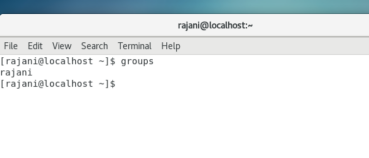 rajani@localhost:~
File Edit View Search Terminal Help
[rajani@localhost ~]$ groups
rajani
[rajani@localhost ~]$